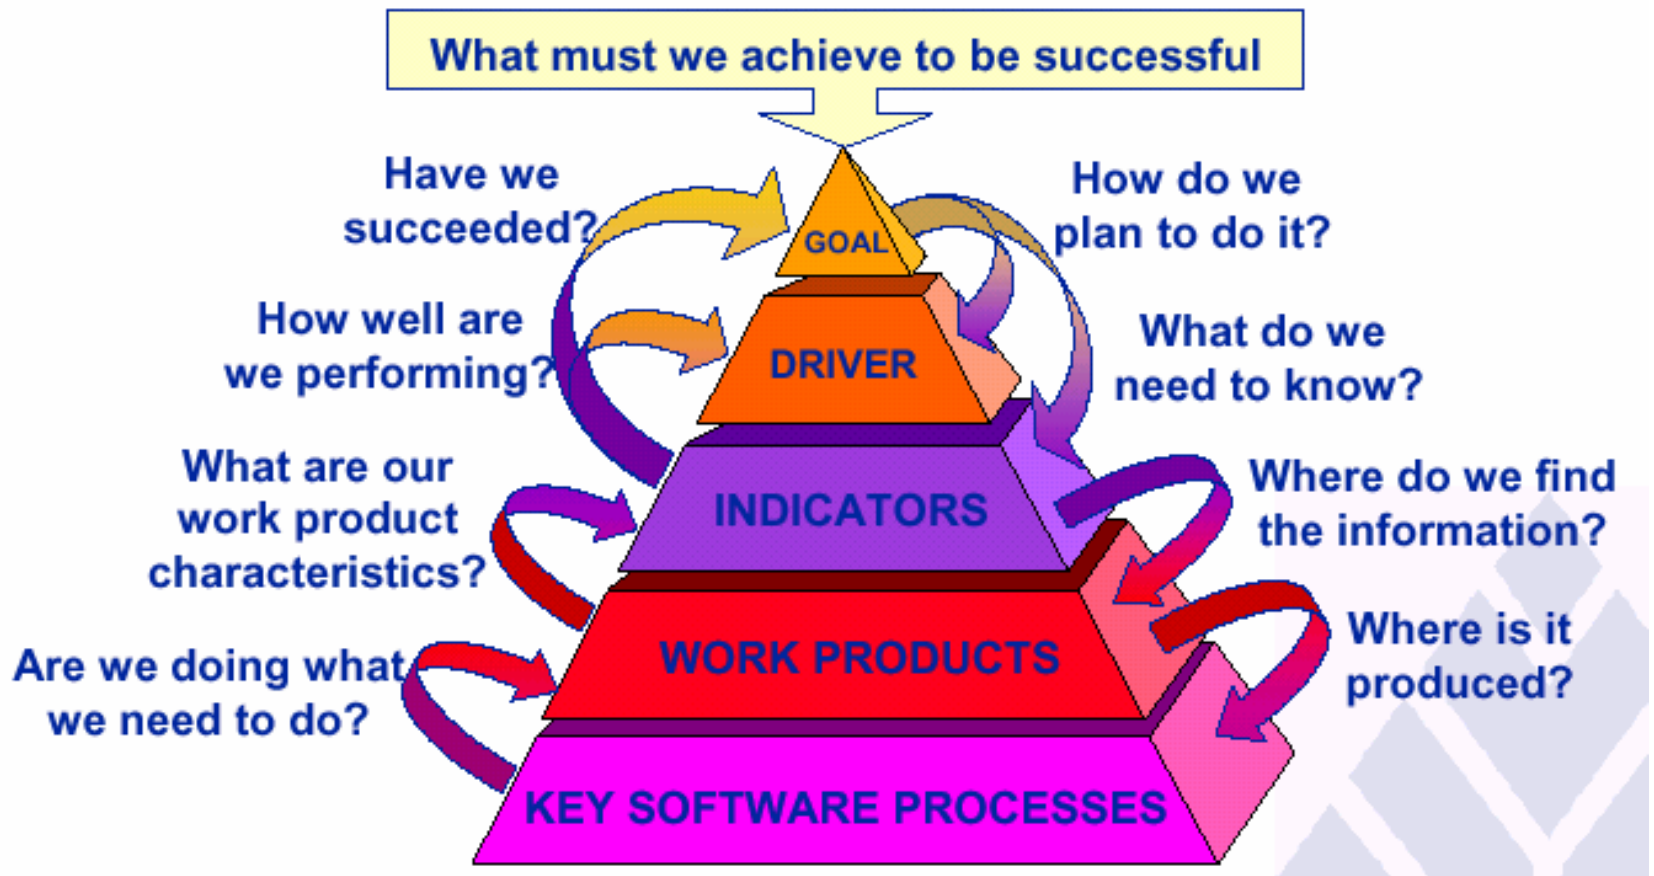 What must we achieve to be successful
Have we
succeeded?
How do we
plan to do it?
GOAL
How well are
we performing?
What do we
need to know?
DRIVER
What are our
work product
characteristics?
INDICATORS
Where do we find
the information?
Are we doing what
we need to do?
WORK PRODUCTS
Where is it
produced?
KEY SOFTWARE PROCESSES